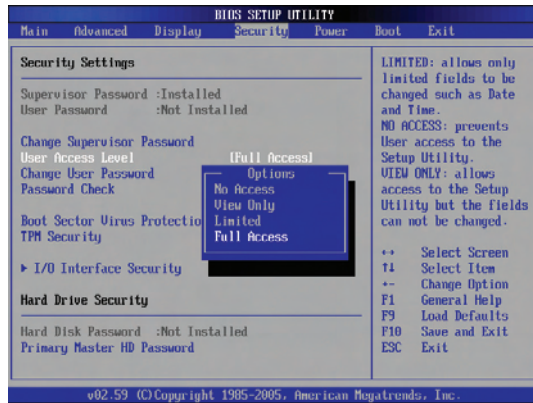 BIOS SETUP UTILITY
Main Advanced Display Security Power Boot Exit
Security Settings
Supervisor Password :Installed
User Password :Not Installed
Change Supervisor Password
User Access Level [Full Access]
Change User Password
Password Check
Boot Sector Virus Protectio
TPM Security
▶ I/O Interface Security
Hard Drive Security
Hard Disk Password :Not Installed
Primary Master HD Password
Options
No Access
View Only
Limited
Full Access
LIMITED: allows only
limited fields to be
changed such as Date
and Time.
NO ACCESS: prevents
User access to the
Setup Utility.
VIEW ONLY: allows
access to the Setup
Utility but the fields
can not be changed.
↔ Select Screen
↑↓ Select Item
+- Change Option
F1 General Help
F9 Load Defaults
F10 Save and Exit
ESC Exit
v02.59 (C)Copyright 1985-2005, American Megatrends, Inc.